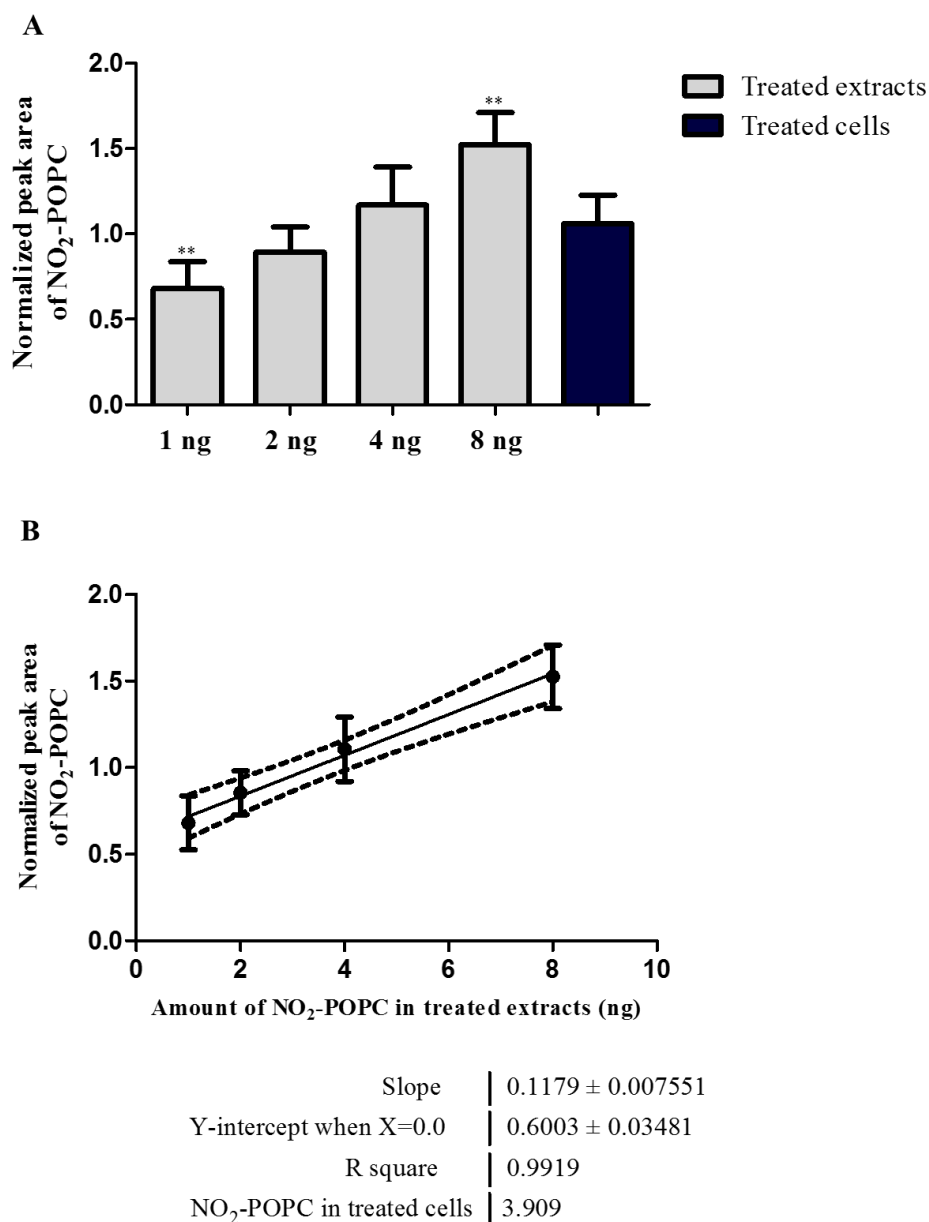 A
2.0
1.5
1.0
0.5
0.0
Normalized peak area
of NO₂-POPC
**
**
1 ng
2 ng
4 ng
8 ng
Treated extracts
Treated cells
B
2.0
1.5
1.0
0.5
0.0
Normalized peak area
of NO₂-POPC
0
2
4
6
8
10
Amount of NO₂-POPC in treated extracts (ng)
Slope 0.1179 ± 0.007551
Y-intercept when X=0.0 0.6003 ± 0.03481
R square 0.9919
NO₂-POPC in treated cells 3.909